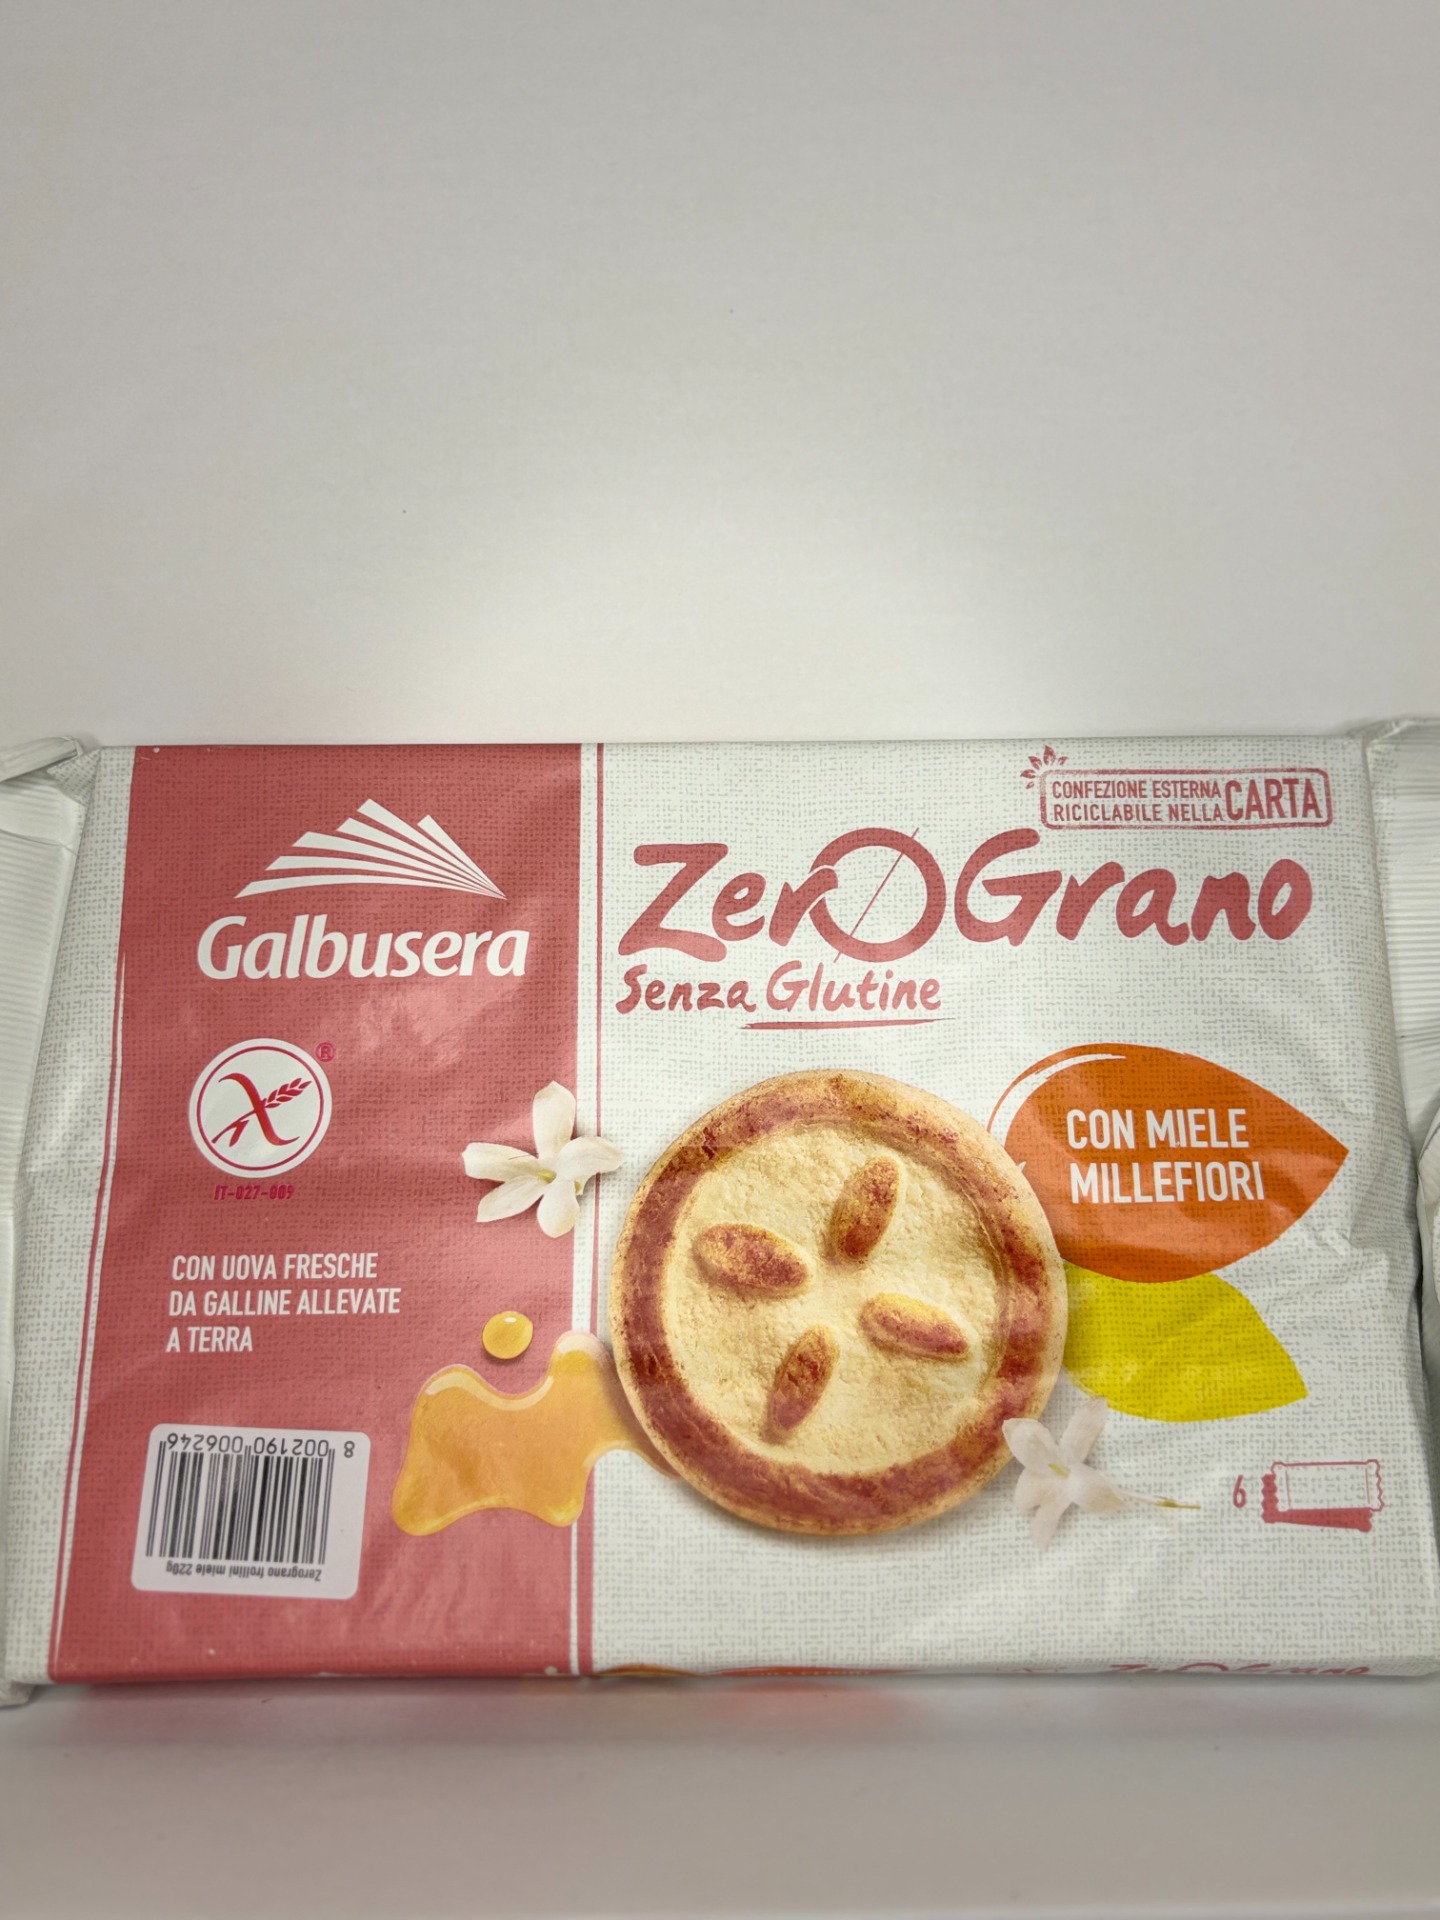 CONFEZIONE ESTERNA
RICICLABILE NELLA CARTA
Galbusera
ZeroGrano
Senza Glutine
®
IT-027-009
CON MIELE
MILLEFIORI
CON UOVA FRESCHE
DA GALLINE ALLEVATE
A TERRA
8 002190 006246
Zerograno frollini miele 220g
6
ZeroGrano